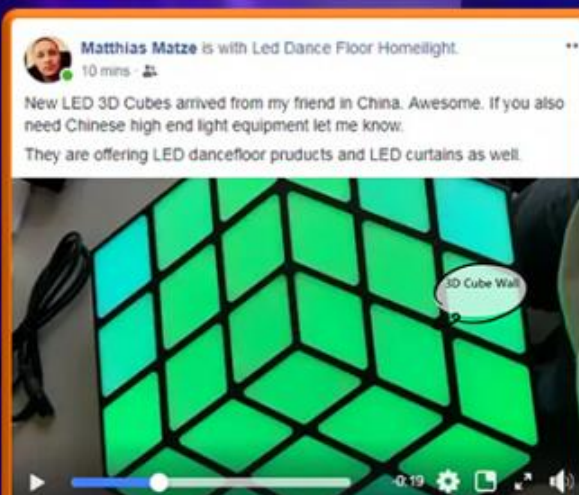 Matthias Matze is with Led Dance Floor Homeilight.
10 mins ·
New LED 3D Cubes arrived from my friend in China. Awesome. If you also
need Chinese high end light equipment let me know.
They are offering LED dancefloor pruducts and LED curtains as well.
3D Cube Wall
-0:19